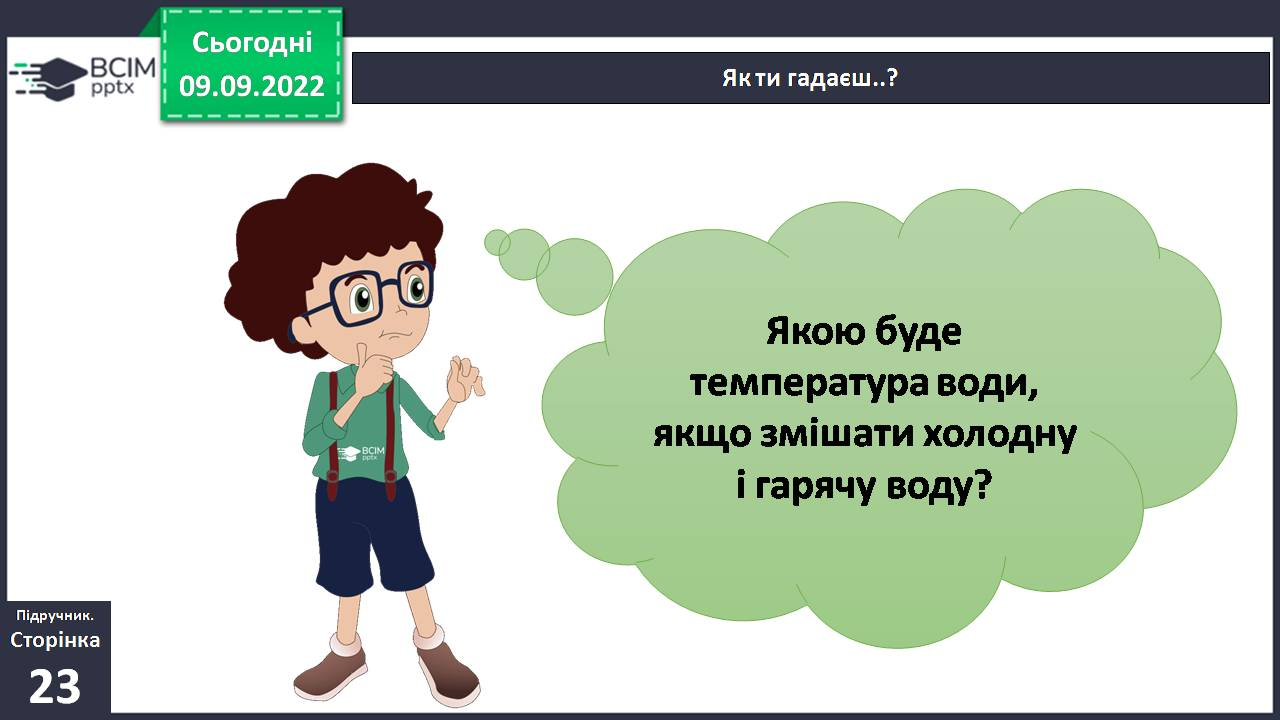 Сьогодні
09.09.2022
ВСІМ
pptx
Як ти гадаєш..?
Якою буде
температура води,
якщо змішати холодну
і гарячу воду?
ВСІМ
pptx
Підручник.
Сторінка
23